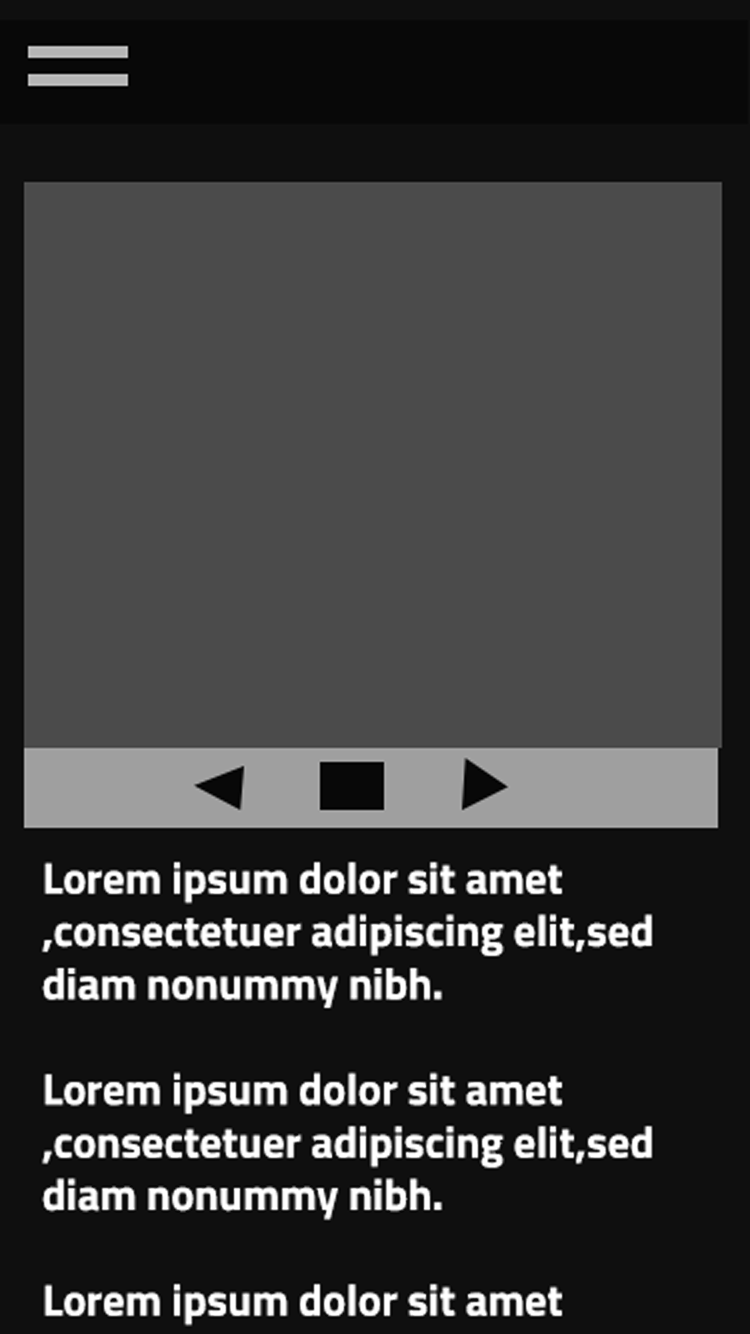 Lorem ipsum dolor sit amet
,consectetuer adipiscing elit,sed
diam nonummy nibh.
Lorem ipsum dolor sit amet
,consectetuer adipiscing elit,sed
diam nonummy nibh.
Lorem ipsum dolor sit amet